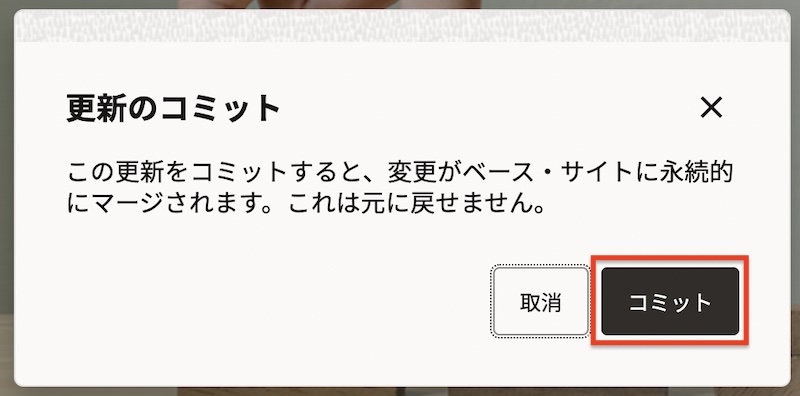 更新のコミット
この更新をコミットすると、変更がベース・サイトに永続的
にマージされます。これは元に戻せません。
取消
コミット